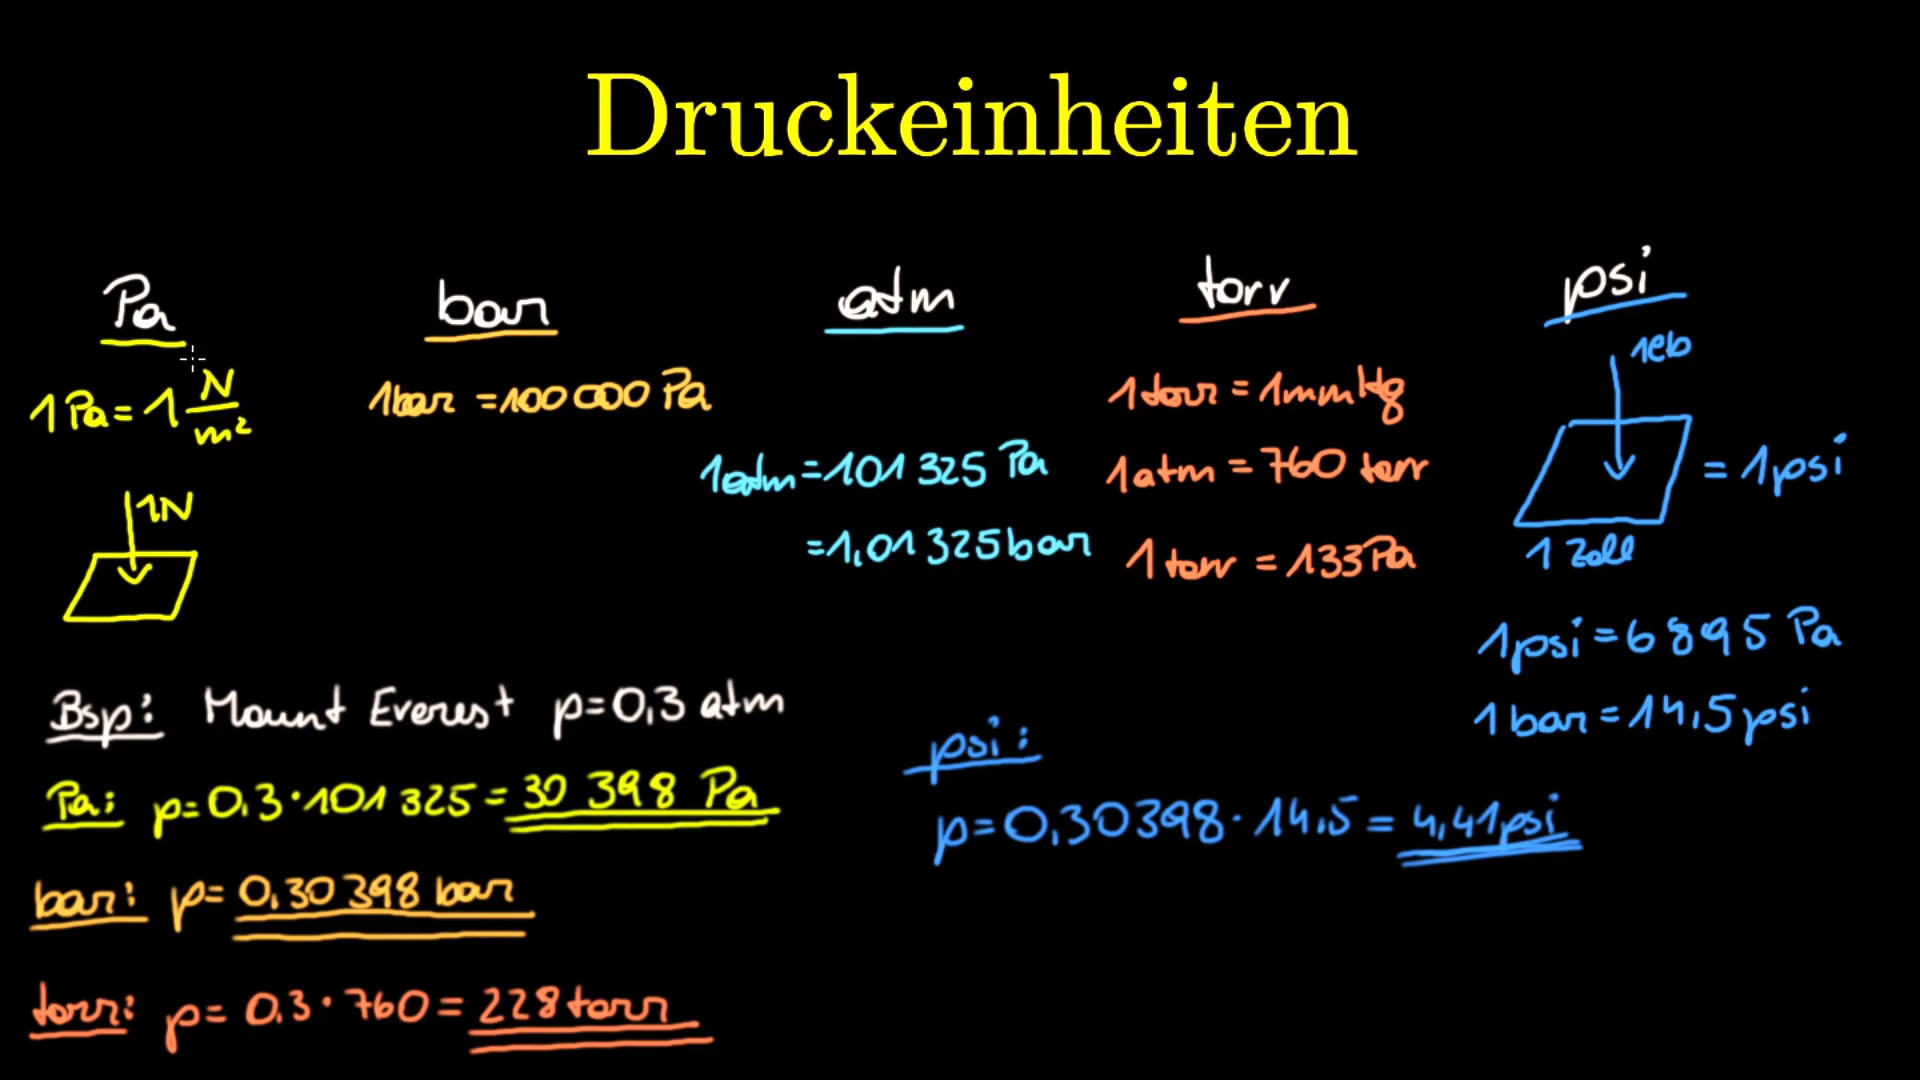 Druckeinheiten
Pa
1 Pa = 1 N/m²
1N
bar
1bar = 100 000 Pa
atm
1atm = 101 325 Pa
= 1,01 325 bar
torr
1 torr = 1mmHg
1 atm = 760 torr
1 torr = 133 Pa
psi
1lb
= 1 psi
1 Zoll
1 psi = 6 895 Pa
1 bar = 14,5 psi
Bsp: Mount Everest p=0,3 atm
Pa: p= 0,3 · 101 325 = 30 398 Pa
bar: p= 0,30 398 bar
torr: p= 0,3 · 760 = 228 torr
psi:
p= 0,30398 · 14,5 = 4,41 psi